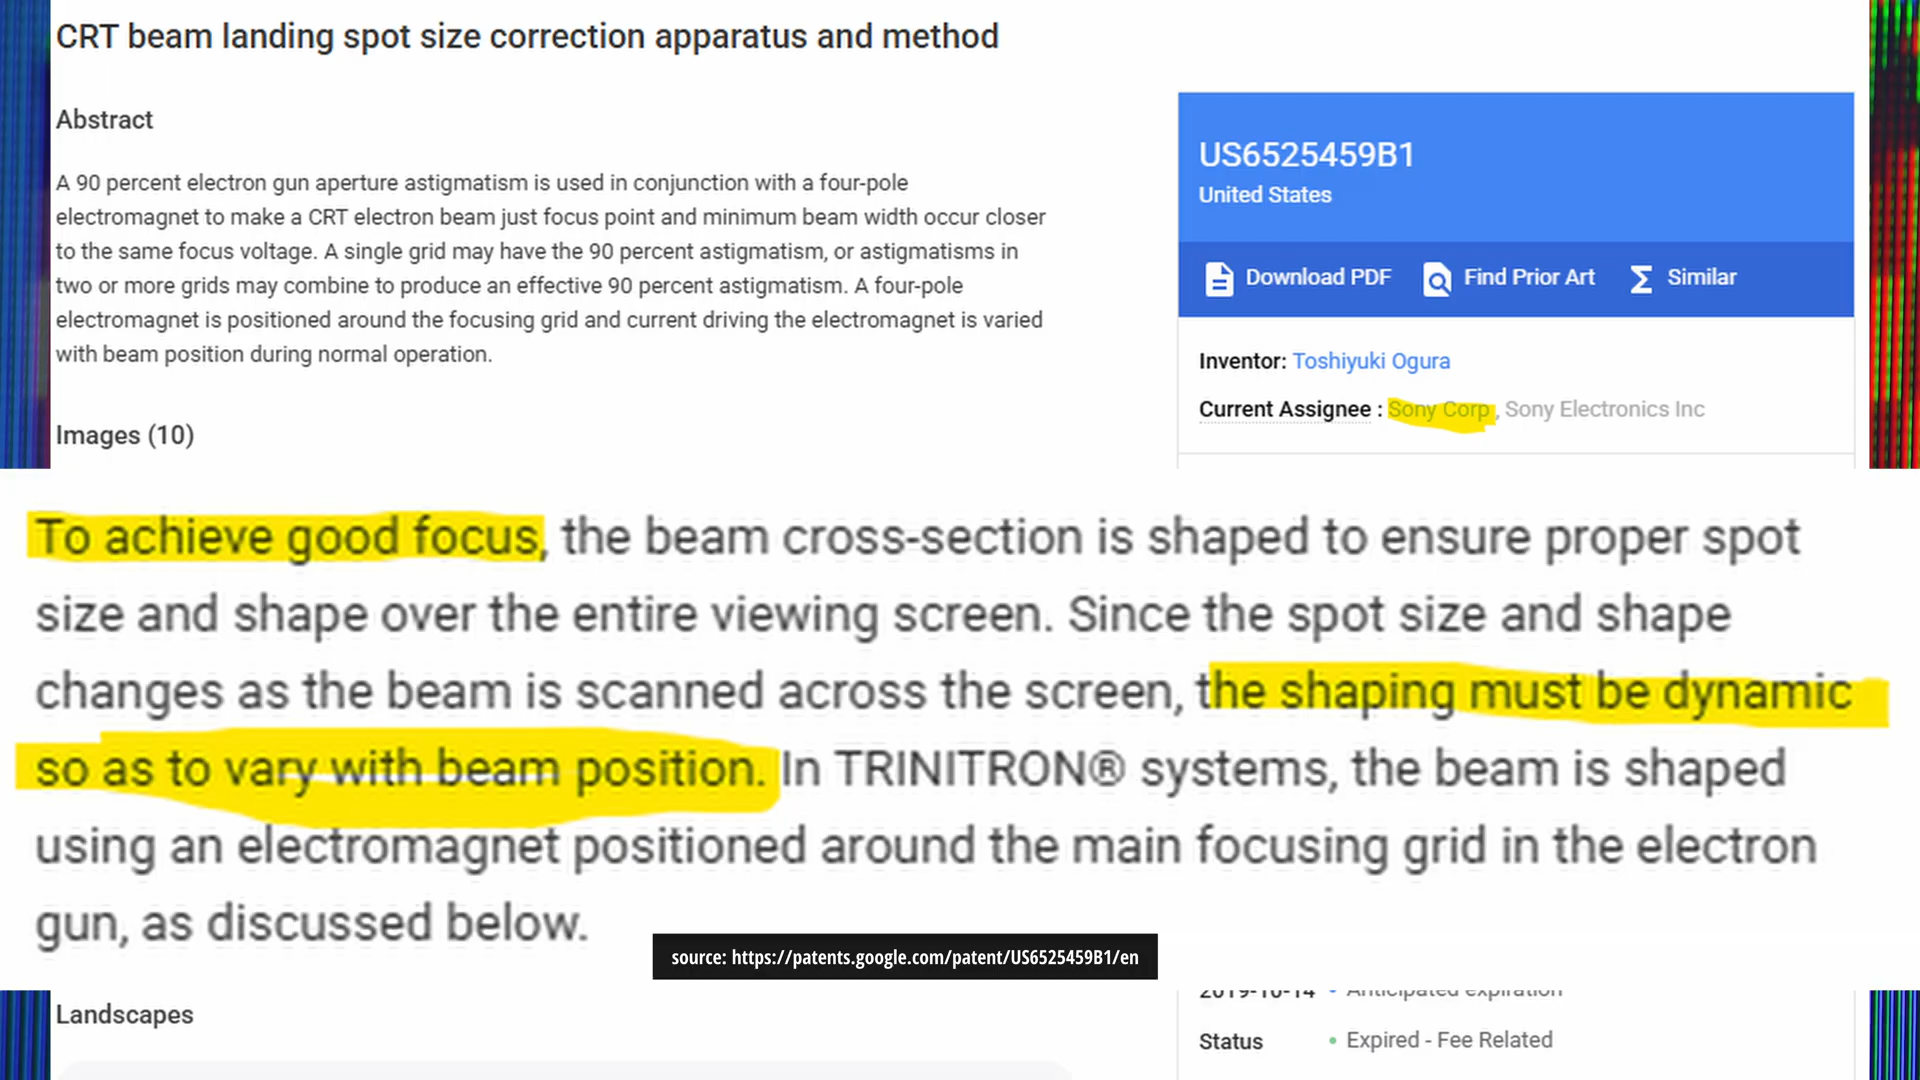 CRT beam landing spot size correction apparatus and method
Abstract
A 90 percent electron gun aperture astigmatism is used in conjunction with a four-pole
electromagnet to make a CRT electron beam just focus point and minimum beam width occur closer
to the same focus voltage. A single grid may have the 90 percent astigmatism, or astigmatisms in
two or more grids may combine to produce an effective 90 percent astigmatism. A four-pole
electromagnet is positioned around the focusing grid and current driving the electromagnet is varied
with beam position during normal operation.
Images (10)
US6525459B1
United States
Download PDF Find Prior Art Similar
Inventor: Toshiyuki Ogura
Current Assignee : Sony Corp, Sony Electronics Inc
To achieve good focus, the beam cross-section is shaped to ensure proper spot
size and shape over the entire viewing screen. Since the spot size and shape
changes as the beam is scanned across the screen, the shaping must be dynamic
so as to vary with beam position. In TRINITRON® systems, the beam is shaped
using an electromagnet positioned around the main focusing grid in the electron
gun, as discussed below.
source: https://patents.google.com/patent/US6525459B1/en
Landscapes
2019-10-14 • Anticipated expiration
Status • Expired - Fee Related